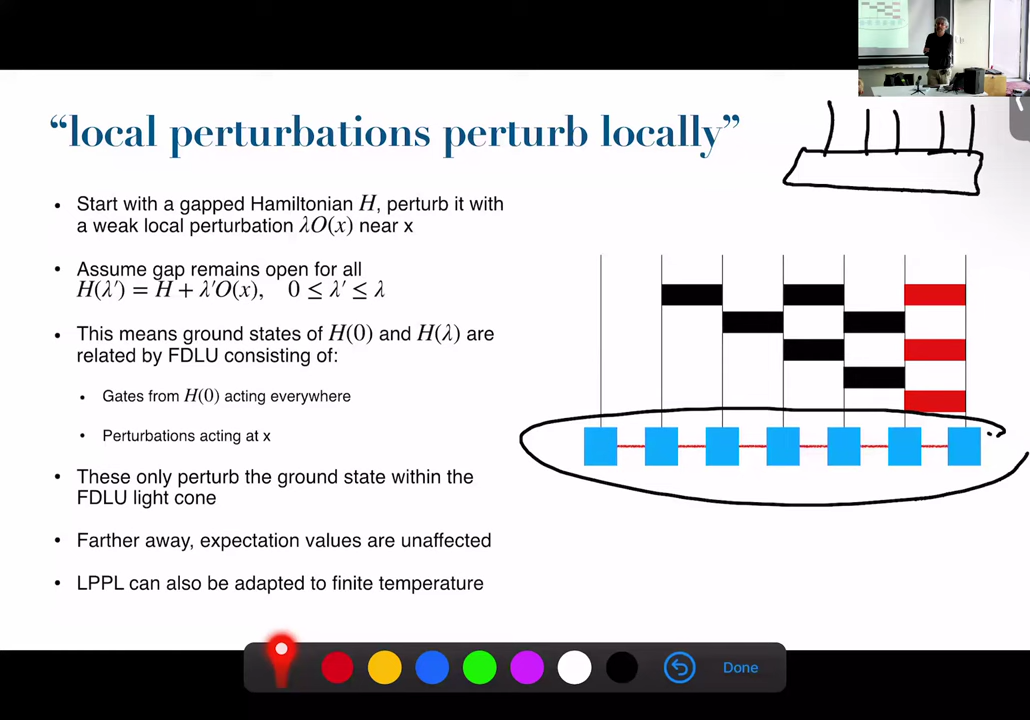 “local perturbations perturb locally”
• Start with a gapped Hamiltonian H, perturb it with
a weak local perturbation λO(x) near x
• Assume gap remains open for all
H(λ′) = H + λ′O(x), 0 ≤ λ′ ≤ λ
• This means ground states of H(0) and H(λ) are
related by FDLU consisting of:
• Gates from H(0) acting everywhere
• Perturbations acting at x
• These only perturb the ground state within the
FDLU light cone
• Farther away, expectation values are unaffected
• LPPL can also be adapted to finite temperature
Done